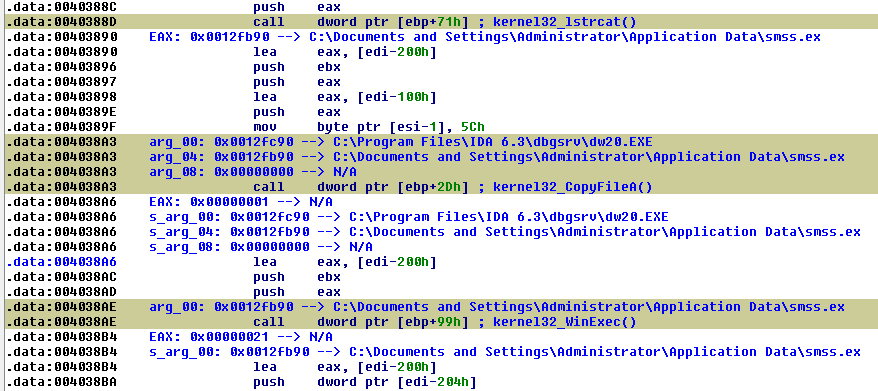 .data:0040388C push eax
.data:0040388D call dword ptr [ebp+71h] ; kernel32_lstrcat()
.data:00403890 EAX: 0x0012fb90 --> C:\Documents and Settings\Administrator\Application Data\smss.ex
.data:00403890 lea eax, [edi-200h]
.data:00403896 push ebx
.data:00403897 push eax
.data:00403898 lea eax, [edi-100h]
.data:0040389E push eax
.data:0040389F mov byte ptr [esi-1], 5Ch
.data:004038A3 arg_00: 0x0012fc90 --> C:\Program Files\IDA 6.3\dbgsrv\dw20.EXE
.data:004038A3 arg_04: 0x0012fb90 --> C:\Documents and Settings\Administrator\Application Data\smss.ex
.data:004038A3 arg_08: 0x00000000 --> N/A
.data:004038A3 call dword ptr [ebp+2Dh] ; kernel32_CopyFileA()
.data:004038A6 EAX: 0x00000001 --> N/A
.data:004038A6 s_arg_00: 0x0012fc90 --> C:\Program Files\IDA 6.3\dbgsrv\dw20.EXE
.data:004038A6 s_arg_04: 0x0012fb90 --> C:\Documents and Settings\Administrator\Application Data\smss.ex
.data:004038A6 s_arg_08: 0x00000000 --> N/A
.data:004038A6 lea eax, [edi-200h]
.data:004038AC push ebx
.data:004038AD push eax
.data:004038AE arg_00: 0x0012fb90 --> C:\Documents and Settings\Administrator\Application Data\smss.ex
.data:004038AE call dword ptr [ebp+99h] ; kernel32_WinExec()
.data:004038B4 EAX: 0x00000021 --> N/A
.data:004038B4 s_arg_00: 0x0012fb90 --> C:\Documents and Settings\Administrator\Application Data\smss.ex
.data:004038B4 lea eax, [edi-200h]
.data:004038BA push dword ptr [edi-204h]